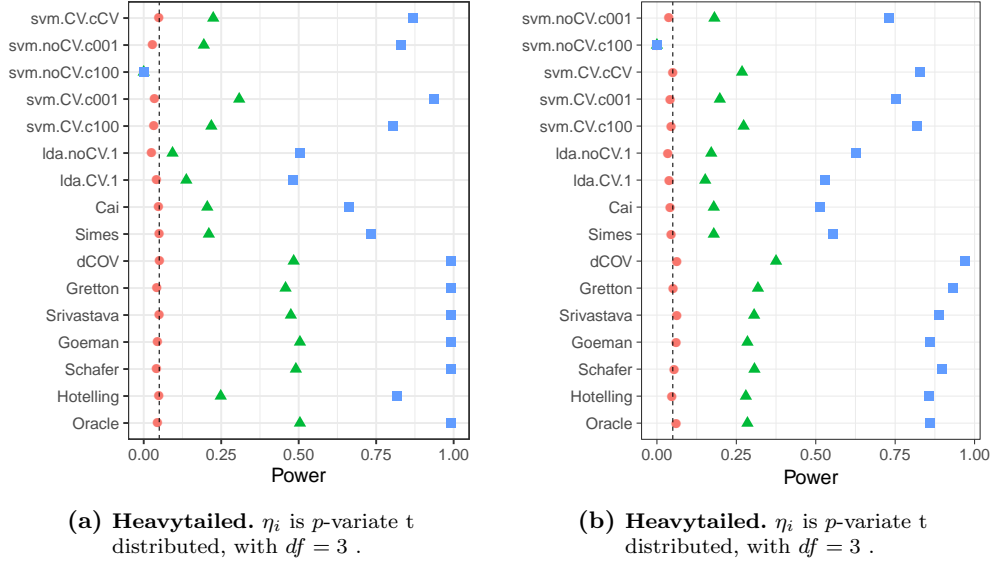 svm.CV.cCV
svm.noCV.c001
svm.noCV.c100
svm.CV.c001
svm.CV.c100
lda.noCV.1
lda.CV.1
Cai
Simes
dCOV
Gretton
Srivastava
Goeman
Schafer
Hotelling
Oracle
0.00 0.25 0.50 0.75 1.00
Power
(a) Heavytailed. ηi is p-variate t
distributed, with df = 3 .
svm.noCV.c001
svm.noCV.c100
svm.CV.cCV
svm.CV.c001
svm.CV.c100
lda.noCV.1
lda.CV.1
Cai
Simes
dCOV
Gretton
Srivastava
Goeman
Schafer
Hotelling
Oracle
0.00 0.25 0.50 0.75 1.00
Power
(b) Heavytailed. ηi is p-variate t
distributed, with df = 3 .